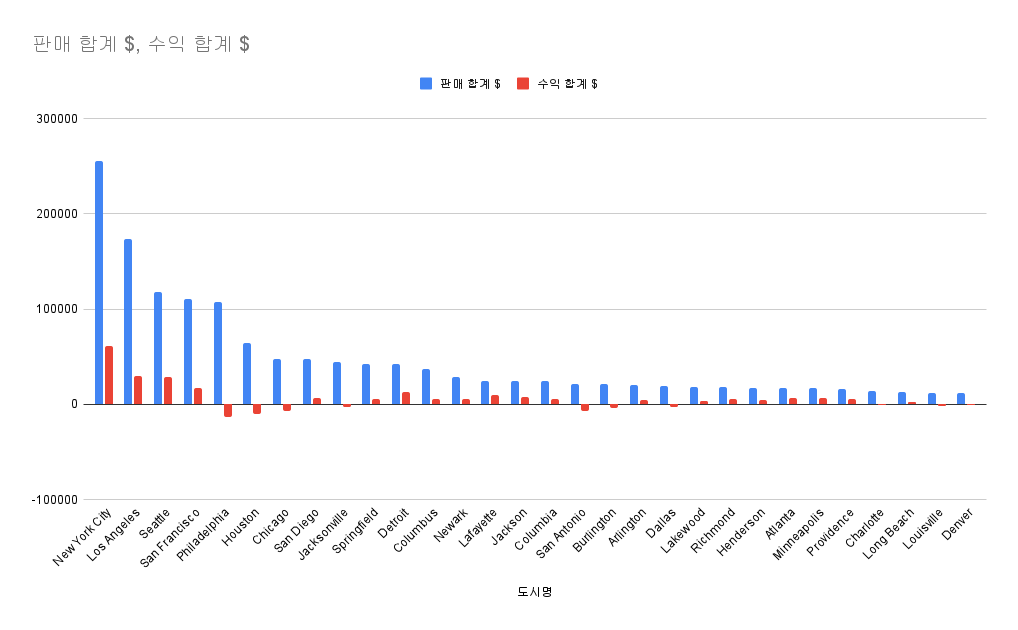 판매 합계 $, 수익 합계 $
판매 합계 $
수익 합계 $
300000
200000
100000
0
-100000
New York City
Los Angeles
Seattle
San Francisco
Philadelphia
Houston
Chicago
San Diego
Jacksonville
Springfield
Detroit
Columbus
Newark
Lafayette
Jackson
Columbia
San Antonio
Burlington
Arlington
Dallas
Lakewood
Richmond
Henderson
Atlanta
Minneapolis
Providence
Charlotte
Long Beach
Louisville
Denver
도시명